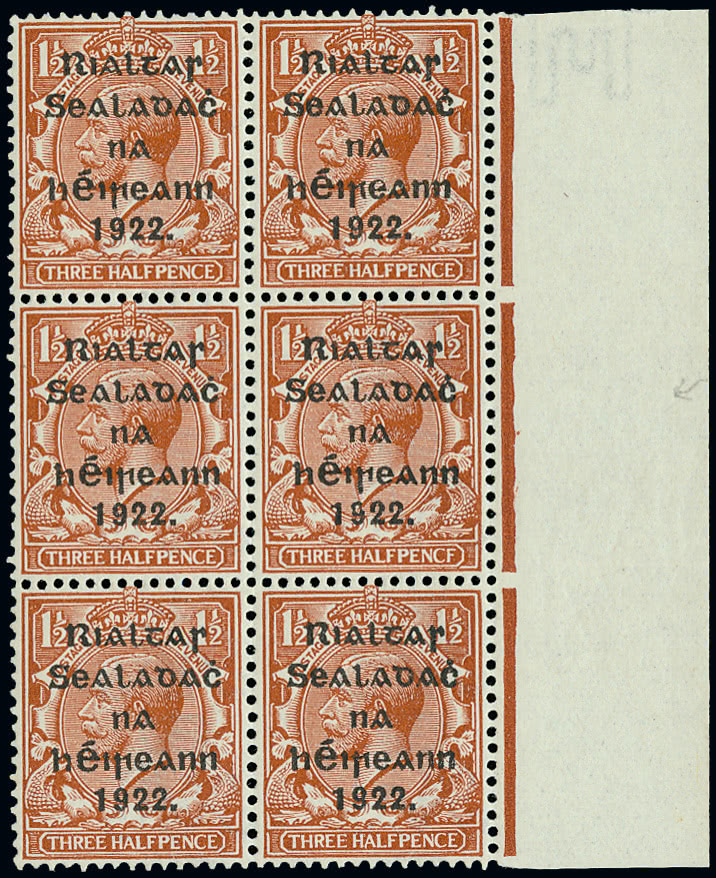 1½ 1½
Rialtas
Sealadaċ
na
hÉireann
1922.
THREE HALFPENCE
1½ 1½
Rialtas
Sealadaċ
na
hÉireann
1922.
THREE HALFPENCE
1½ 1½
Rialtas
Sealadaċ
na
hÉireann
1922.
THREE HALFPENCE
1½ 1½
Rialtas
Sealadaċ
na
hÉireann
1922.
THREE HALFPENCF
1½ 1½
Rialtas
Sealadaċ
na
hÉireann
1922.
THREE HALFPENCE
1½ 1½
Rialtas
Sealadaċ
na
hÉireann
1922.
THREE HALFPENCE